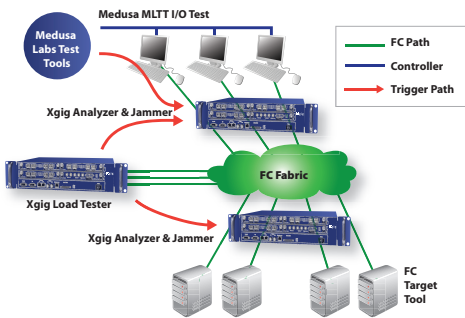 Medusa MLTT I/O Test
Medusa
Labs Test
Tools
FC Path
Controller
Trigger Path
Xgig Analyzer & Jammer
FC Fabric
Xgig Load Tester
Xgig Analyzer & Jammer
FC
Target
Tool